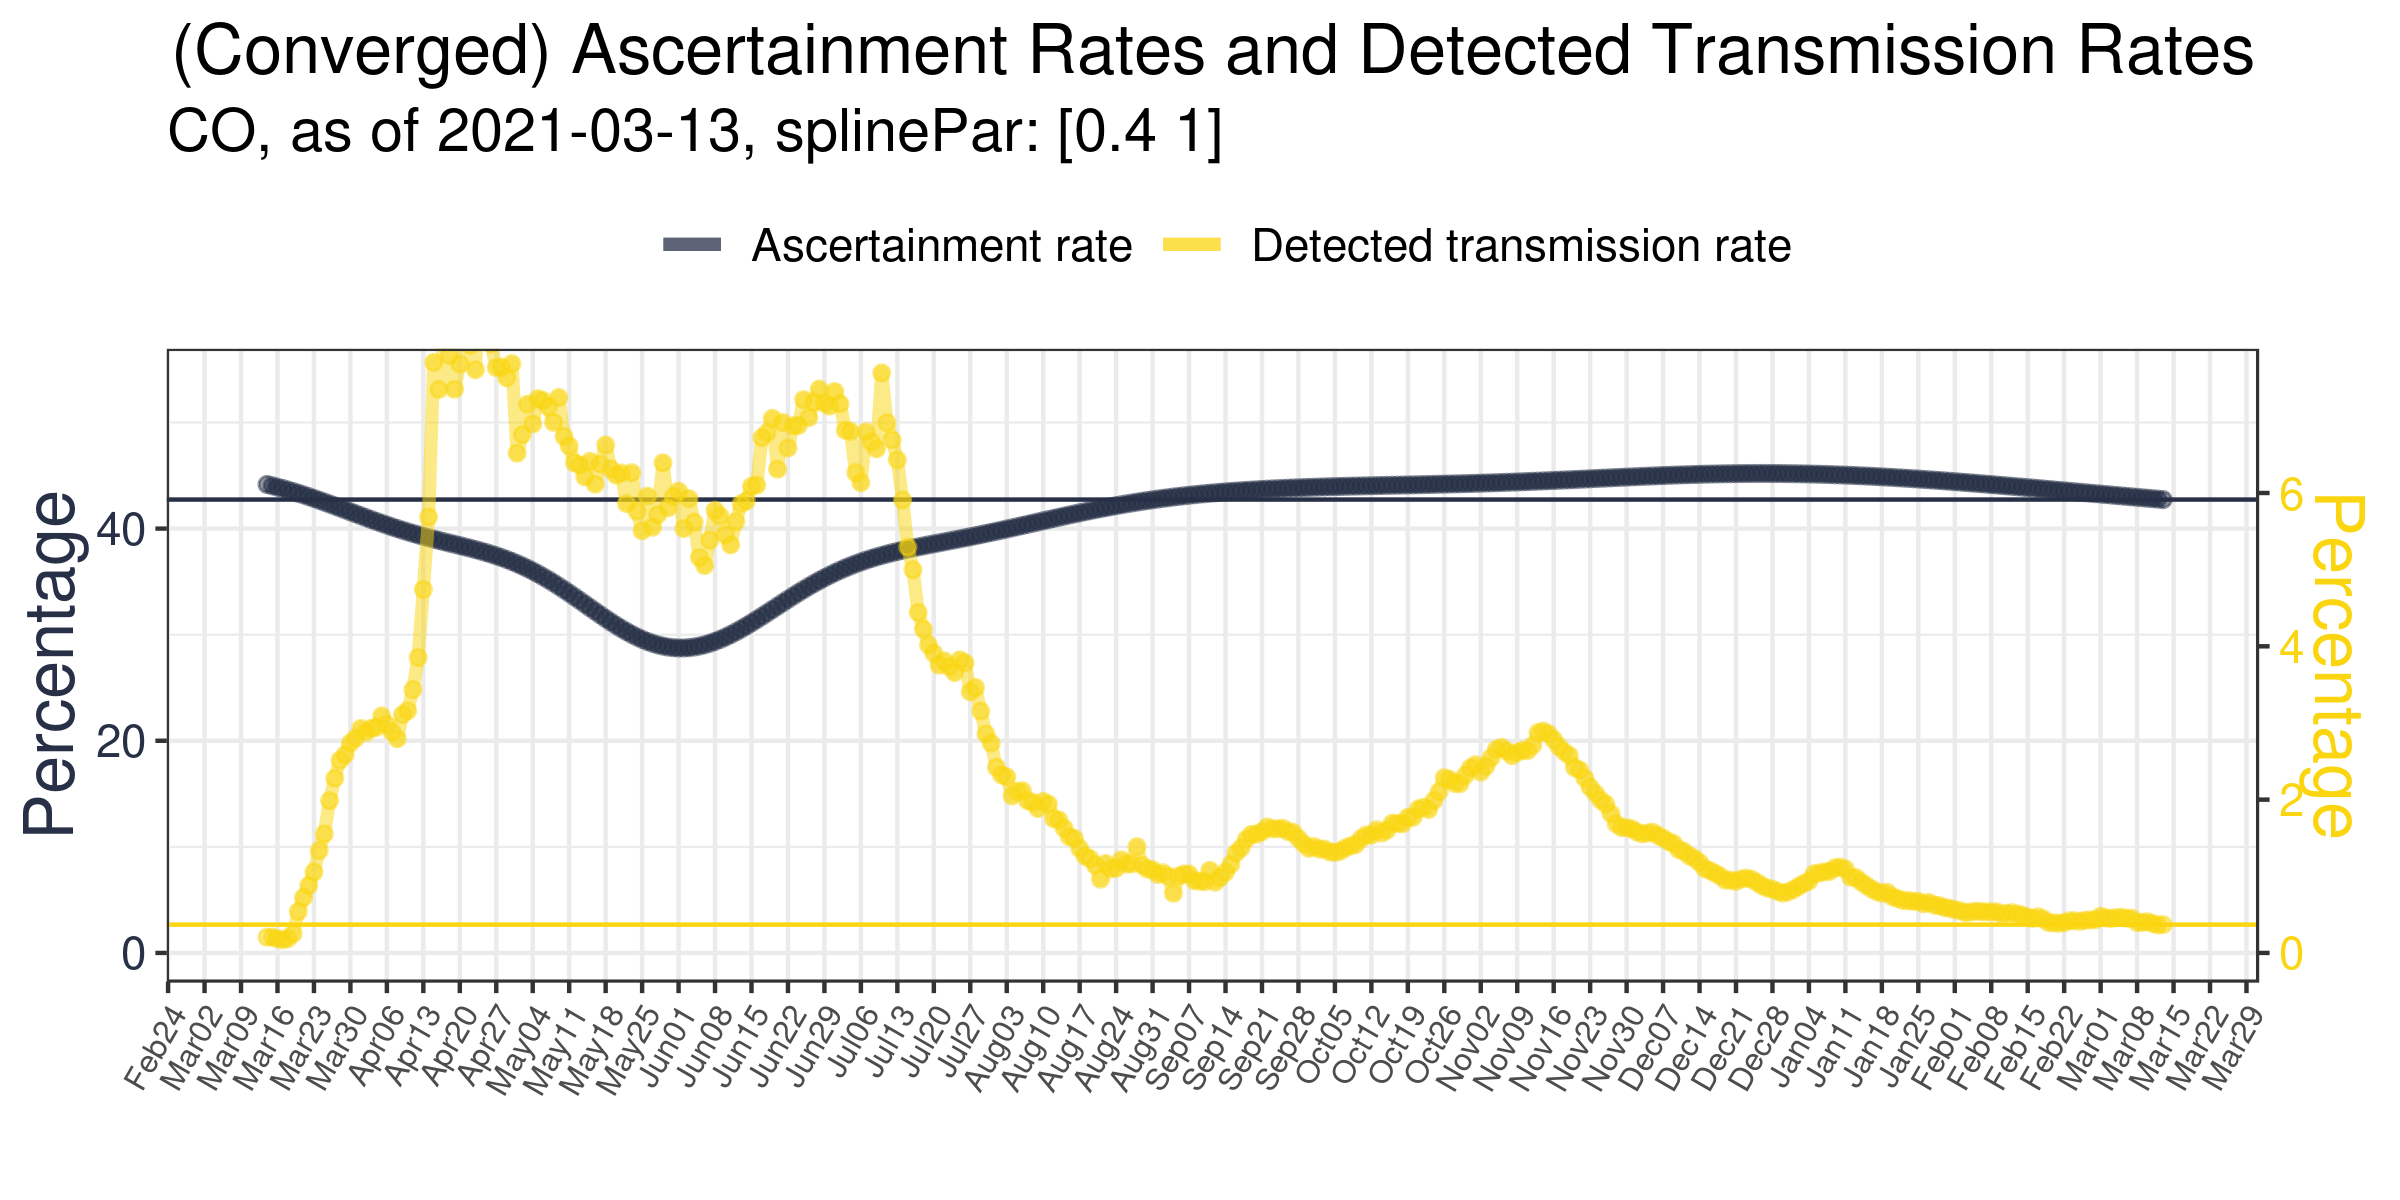 (Converged) Ascertainment Rates and Detected Transmission Rates
CO, as of 2021-03-13, splinePar: [0.4 1]
Ascertainment rate
Detected transmission rate
Percentage
40
20
0
6
4
2
0
Percentage
Feb24
Mar02
Mar09
Mar16
Mar23
Mar30
Apr06
Apr13
Apr20
Apr27
May04
May11
May18
May25
Jun01
Jun08
Jun15
Jun22
Jun29
Jul06
Jul13
Jul20
Jul27
Aug03
Aug10
Aug17
Aug24
Aug31
Sep07
Sep14
Sep21
Sep28
Oct05
Oct12
Oct19
Oct26
Nov02
Nov09
Nov16
Nov23
Nov30
Dec07
Dec14
Dec21
Dec28
Jan04
Jan11
Jan18
Jan25
Feb01
Feb08
Feb15
Feb22
Mar01
Mar08
Mar15
Mar22
Mar29